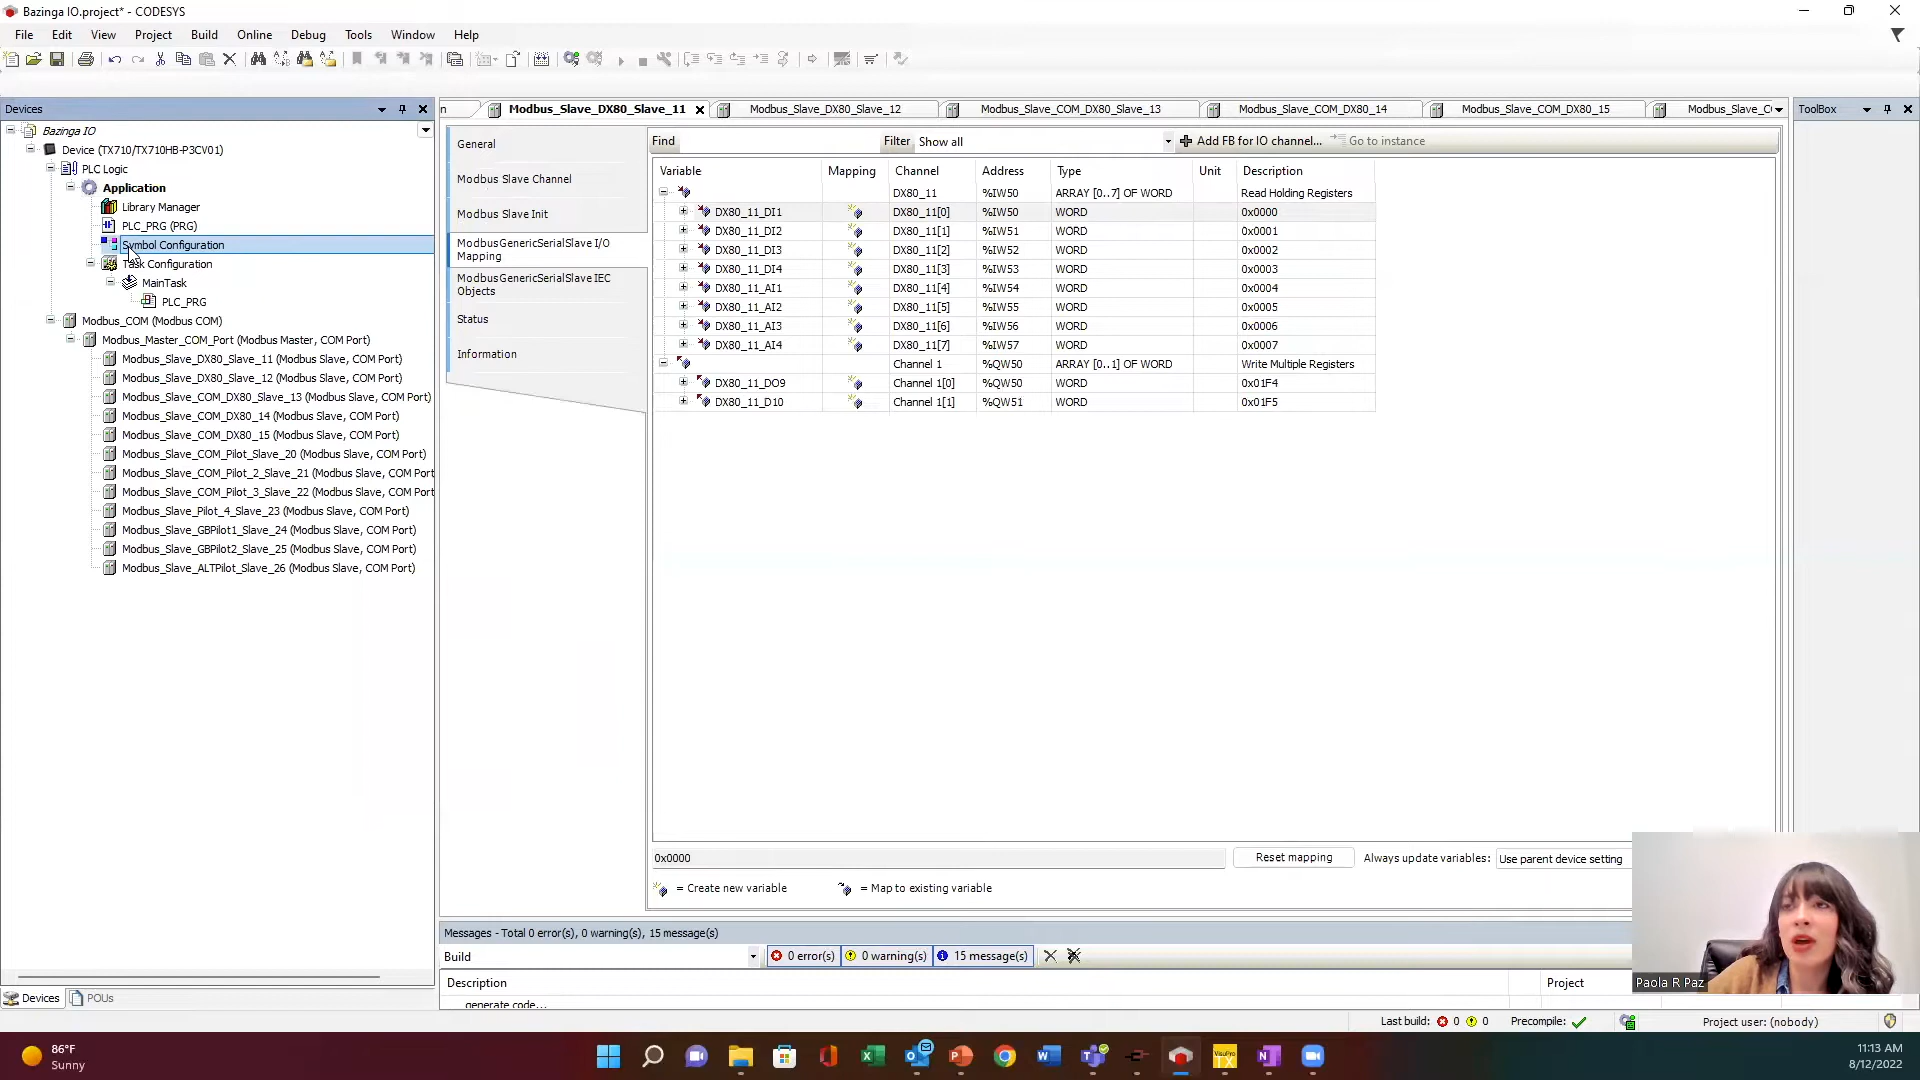 Bazinga IO.project* - CODESYS
File Edit View Project Build Online Debug Tools Window Help
Devices
Bazinga IO
Device (TX710/TX710HB-P3CV01)
PLC Logic
Application
Library Manager
PLC_PRG (PRG)
Symbol Configuration
Task Configuration
MainTask
PLC_PRG
Modbus_COM (Modbus COM)
Modbus_Master_COM_Port (Modbus Master, COM Port)
Modbus_Slave_DX80_Slave_11 (Modbus Slave, COM Port)
Modbus_Slave_DX80_Slave_12 (Modbus Slave, COM Port)
Modbus_Slave_COM_DX80_Slave_13 (Modbus Slave, COM Port)
Modbus_Slave_COM_DX80_14 (Modbus Slave, COM Port)
Modbus_Slave_COM_DX80_15 (Modbus Slave, COM Port)
Modbus_Slave_COM_Pilot_Slave_20 (Modbus Slave, COM Port)
Modbus_Slave_COM_Pilot_2_Slave_21 (Modbus Slave, COM Port
Modbus_Slave_COM_Pilot_3_Slave_22 (Modbus Slave, COM Port
Modbus_Slave_Pilot_4_Slave_23 (Modbus Slave, COM Port)
Modbus_Slave_GBPilot1_Slave_24 (Modbus Slave, COM Port)
Modbus_Slave_GBPilot2_Slave_25 (Modbus Slave, COM Port)
Modbus_Slave_ALTPilot_Slave_26 (Modbus Slave, COM Port)
Devices POUs
n Modbus_Slave_DX80_Slave_11 Modbus_Slave_DX80_Slave_12 Modbus_Slave_COM_DX80_Slave_13 Modbus_Slave_COM_DX80_14 Modbus_Slave_COM_DX80_15 Modbus_Slave_C
ToolBox
General
Modbus Slave Channel
Modbus Slave Init
ModbusGenericSerialSlave I/O
Mapping
ModbusGenericSerialSlave IEC
Objects
Status
Information
Find Filter Show all Add FB for IO channel... Go to instance
Variable Mapping Channel Address Type Unit Description
DX80_11 %IW50 ARRAY [0..7] OF WORD Read Holding Registers
DX80_11_DI1 DX80_11[0] %IW50 WORD 0x0000
DX80_11_DI2 DX80_11[1] %IW51 WORD 0x0001
DX80_11_DI3 DX80_11[2] %IW52 WORD 0x0002
DX80_11_DI4 DX80_11[3] %IW53 WORD 0x0003
DX80_11_AI1 DX80_11[4] %IW54 WORD 0x0004
DX80_11_AI2 DX80_11[5] %IW55 WORD 0x0005
DX80_11_AI3 DX80_11[6] %IW56 WORD 0x0006
DX80_11_AI4 DX80_11[7] %IW57 WORD 0x0007
Channel 1 %QW50 ARRAY [0..1] OF WORD Write Multiple Registers
DX80_11_DO9 Channel 1[0] %QW50 WORD 0x01F4
DX80_11_D10 Channel 1[1] %QW51 WORD 0x01F5
0x0000 Reset mapping Always update variables: Use parent device setting
= Create new variable = Map to existing variable
Messages - Total 0 error(s), 0 warning(s), 15 message(s)
Build 0 error(s) 0 warning(s) 15 message(s)
Description Project
generate code...
Paola R Paz
Last build: 0 0 Precompile: Project user: (nobody)
86°F
Sunny
11:13 AM
8/12/2022